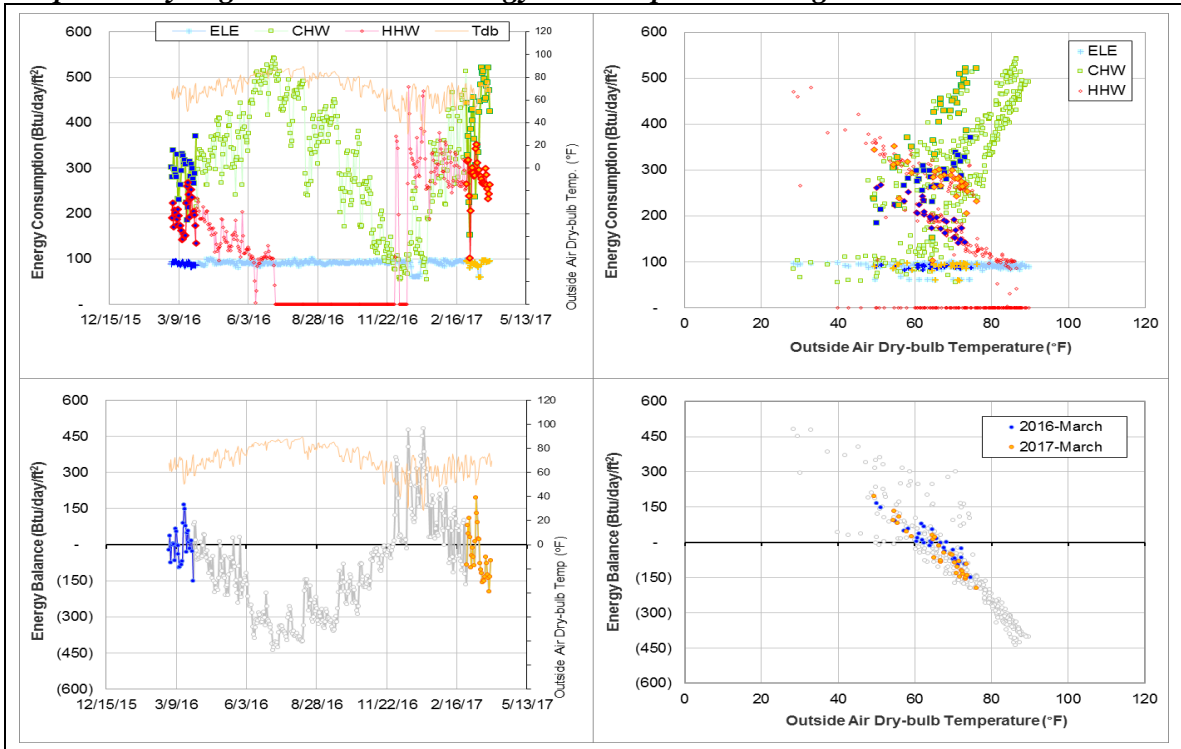 ELE CHW HHW Tdb
Energy Consumption (Btu/day/ft²)
600
500
400
300
200
100
-
120
100
80
60
40
20
0
Outside Air Dry-bulb Temp. (°F)
12/15/15 3/9/16 6/3/16 8/28/16 11/22/16 2/16/17 5/13/17
Energy Consumption (Btu/day/ft²)
600
500
400
300
200
100
-
ELE
CHW
HHW
0 20 40 60 80 100 120
Outside Air Dry-bulb Temperature (°F)
Energy Balance (Btu/day/ft²)
600
450
300
150
-
(150)
(300)
(450)
(600)
120
100
80
60
40
20
0
Outside Air Dry-bulb Temp (°F)
12/15/15 3/9/16 6/3/16 8/28/16 11/22/16 2/16/17 5/13/17
Energy Balance (Btu/day/ft²)
600
450
300
150
-
(150)
(300)
(450)
(600)
2016-March
2017-March
0 20 40 60 80 100 120
Outside Air Dry-bulb Temperature (°F)